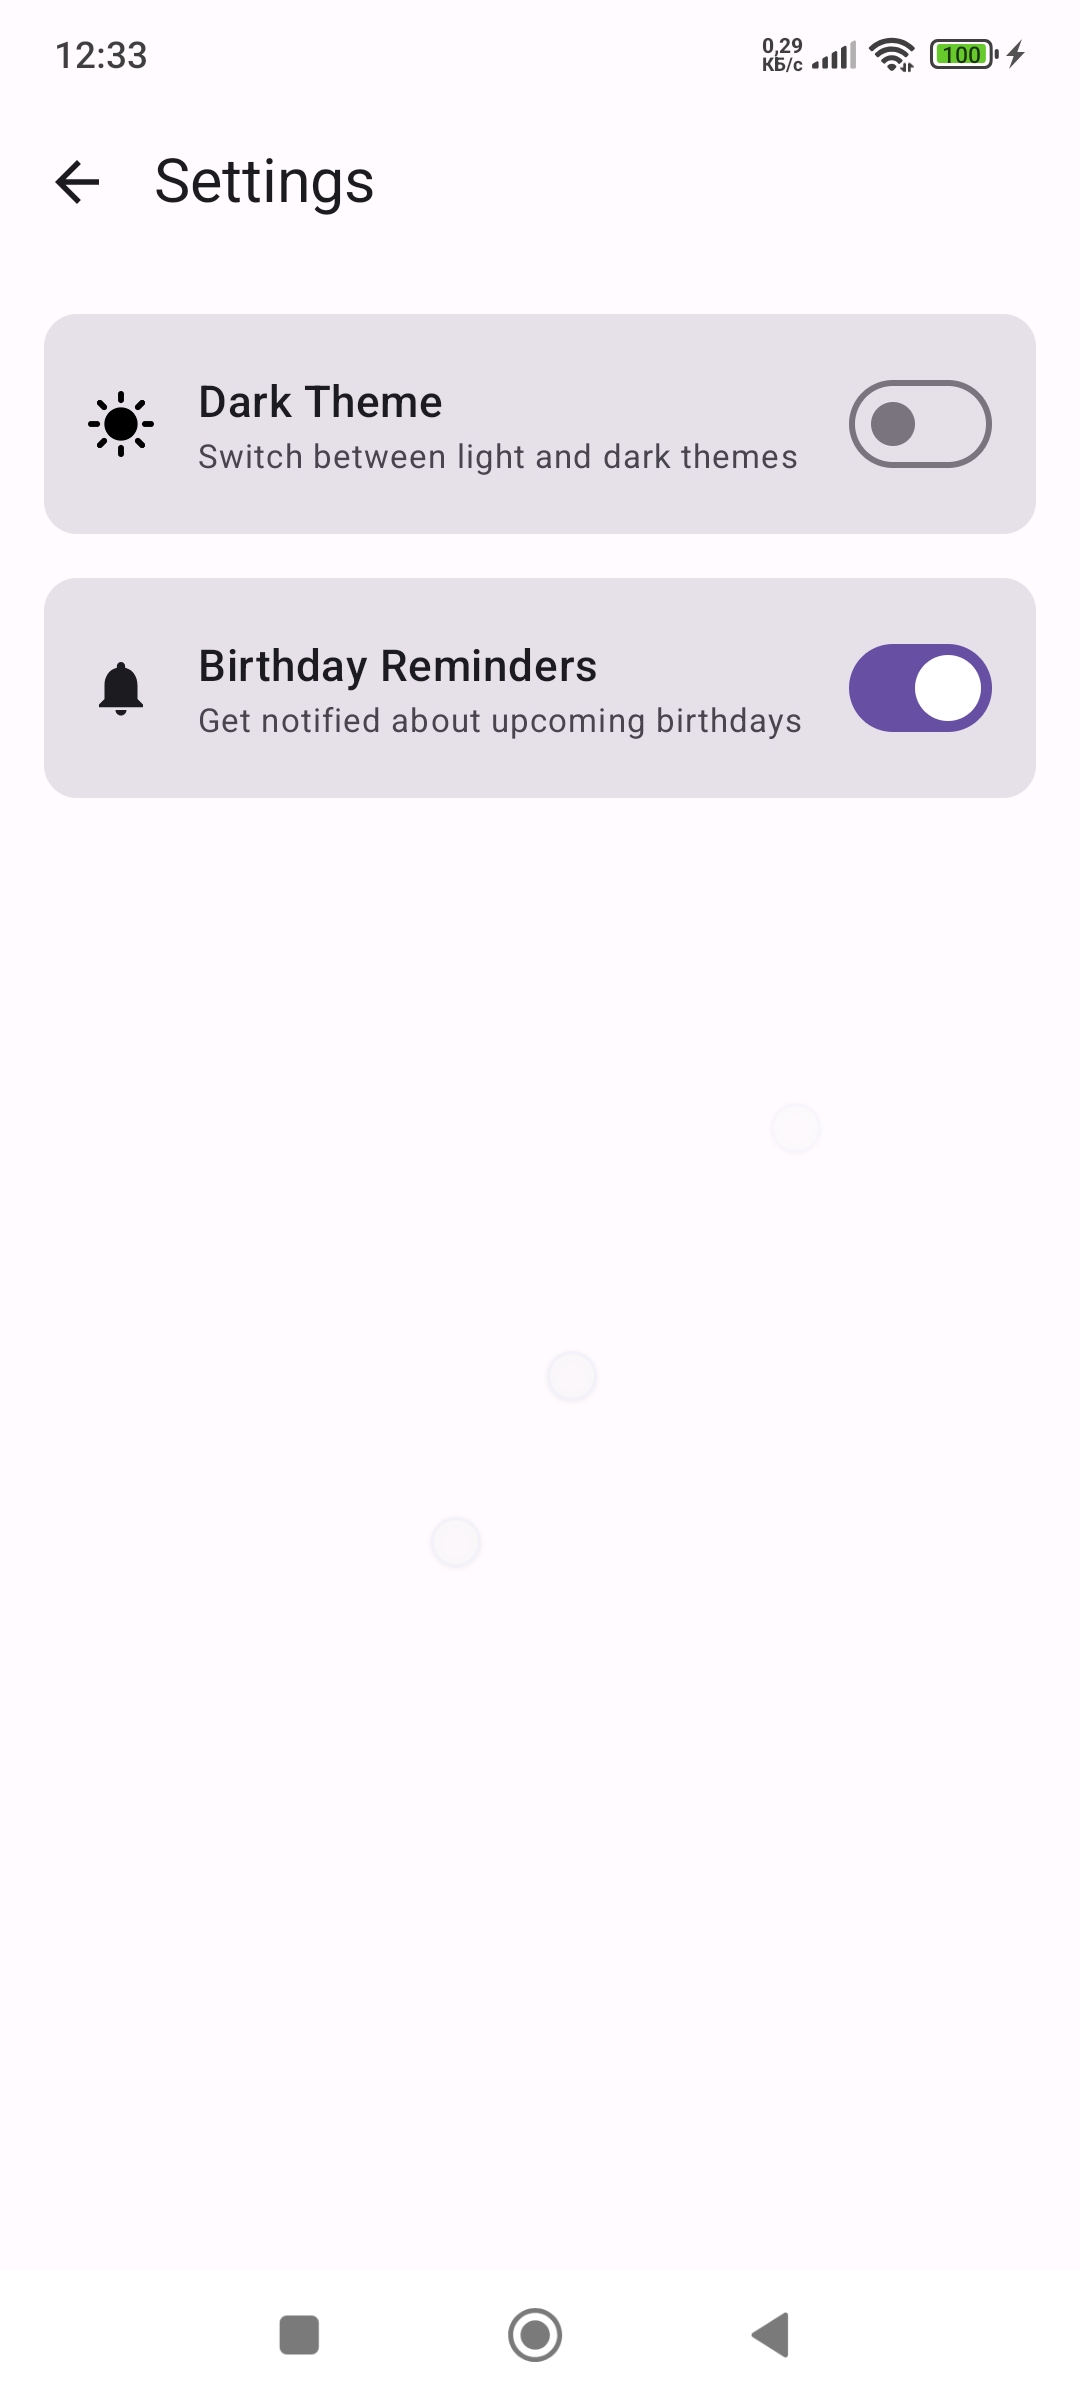 12:33
0,29
КБ/с
100
Settings
Dark Theme
Switch between light and dark themes
Birthday Reminders
Get notified about upcoming birthdays